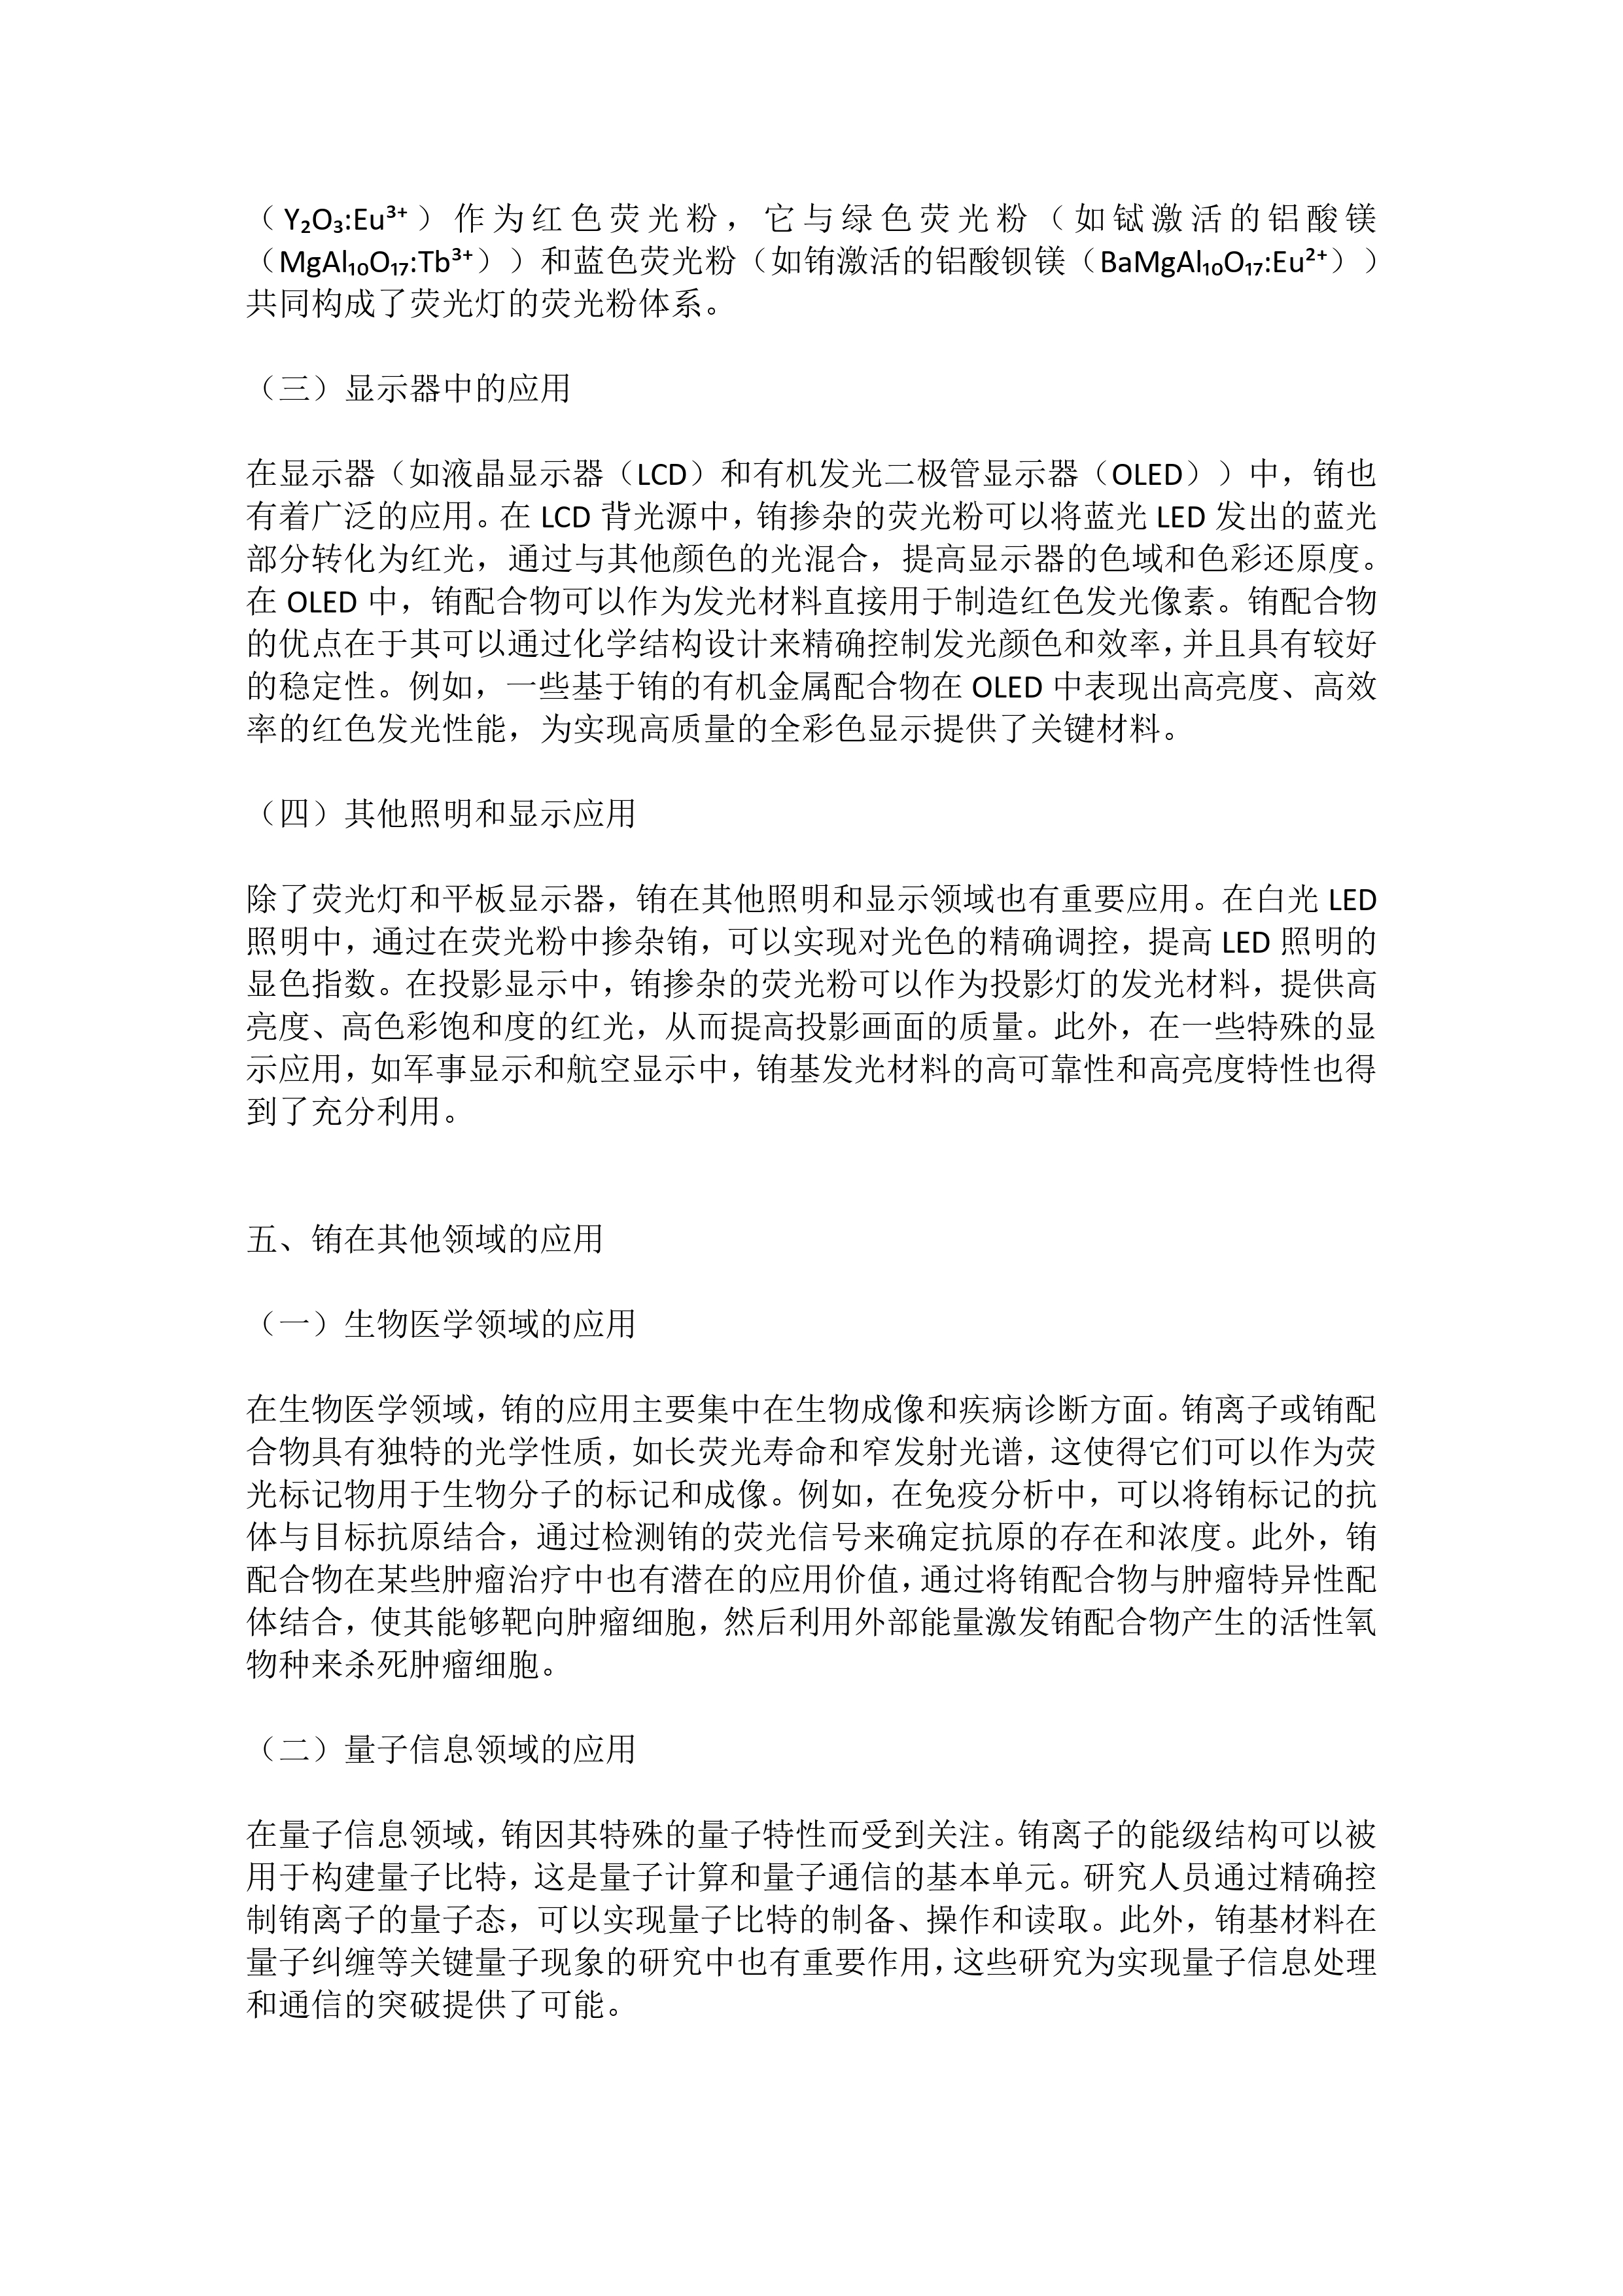 （Y₂O₃:Eu³⁺）作为红色荧光粉，它与绿色荧光粉（如铽激活的铝酸镁
（MgAl₁₀O₁₇:Tb³⁺））和蓝色荧光粉（如铕激活的铝酸钡镁（BaMgAl₁₀O₁₇:Eu²⁺））
共同构成了荧光灯的荧光粉体系。
（三）显示器中的应用
在显示器（如液晶显示器（LCD）和有机发光二极管显示器（OLED））中，铕也
有着广泛的应用。在 LCD 背光源中，铕掺杂的荧光粉可以将蓝光 LED 发出的蓝光
部分转化为红光，通过与其他颜色的光混合，提高显示器的色域和色彩还原度。
在 OLED 中，铕配合物可以作为发光材料直接用于制造红色发光像素。铕配合物
的优点在于其可以通过化学结构设计来精确控制发光颜色和效率，并且具有较好
的稳定性。例如，一些基于铕的有机金属配合物在 OLED 中表现出高亮度、高效
率的红色发光性能，为实现高质量的全彩色显示提供了关键材料。
（四）其他照明和显示应用
除了荧光灯和平板显示器，铕在其他照明和显示领域也有重要应用。在白光 LED
照明中，通过在荧光粉中掺杂铕，可以实现对光色的精确调控，提高 LED 照明的
显色指数。在投影显示中，铕掺杂的荧光粉可以作为投影灯的发光材料，提供高
亮度、高色彩饱和度的红光，从而提高投影画面的质量。此外，在一些特殊的显
示应用，如军事显示和航空显示中，铕基发光材料的高可靠性和高亮度特性也得
到了充分利用。
五、铕在其他领域的应用
（一）生物医学领域的应用
在生物医学领域，铕的应用主要集中在生物成像和疾病诊断方面。铕离子或铕配
合物具有独特的光学性质，如长荧光寿命和窄发射光谱，这使得它们可以作为荧
光标记物用于生物分子的标记和成像。例如，在免疫分析中，可以将铕标记的抗
体与目标抗原结合，通过检测铕的荧光信号来确定抗原的存在和浓度。此外，铕
配合物在某些肿瘤治疗中也有潜在的应用价值，通过将铕配合物与肿瘤特异性配
体结合，使其能够靶向肿瘤细胞，然后利用外部能量激发铕配合物产生的活性氧
物种来杀死肿瘤细胞。
（二）量子信息领域的应用
在量子信息领域，铕因其特殊的量子特性而受到关注。铕离子的能级结构可以被
用于构建量子比特，这是量子计算和量子通信的基本单元。研究人员通过精确控
制铕离子的量子态，可以实现量子比特的制备、操作和读取。此外，铕基材料在
量子纠缠等关键量子现象的研究中也有重要作用，这些研究为实现量子信息处理
和通信的突破提供了可能。